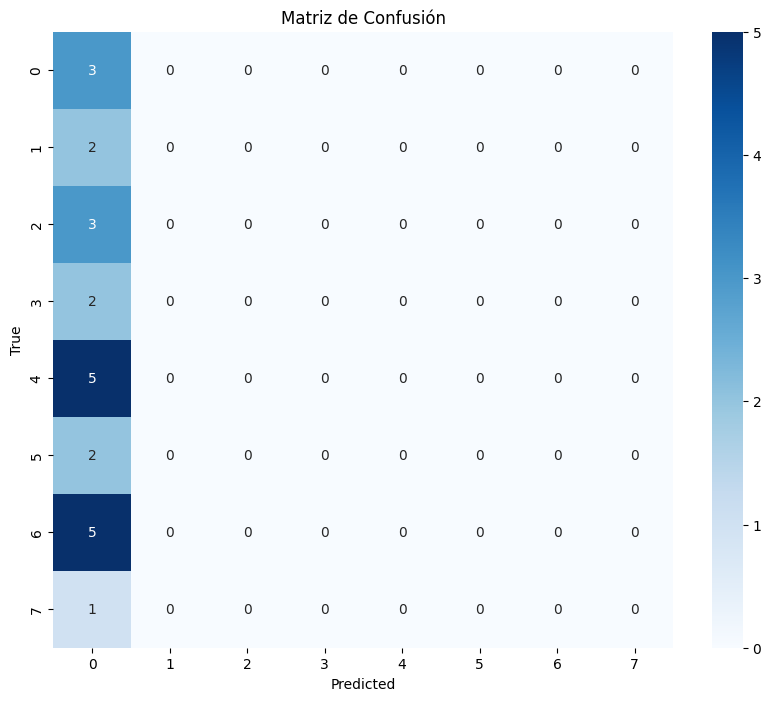 Matriz de Confusión
True
0 3 0 0 0 0 0 0 0
1 2 0 0 0 0 0 0 0
2 3 0 0 0 0 0 0 0
3 2 0 0 0 0 0 0 0
4 5 0 0 0 0 0 0 0
5 2 0 0 0 0 0 0 0
6 5 0 0 0 0 0 0 0
7 1 0 0 0 0 0 0 0
0 1 2 3 4 5 6 7
Predicted
5
4
3
2
1
0